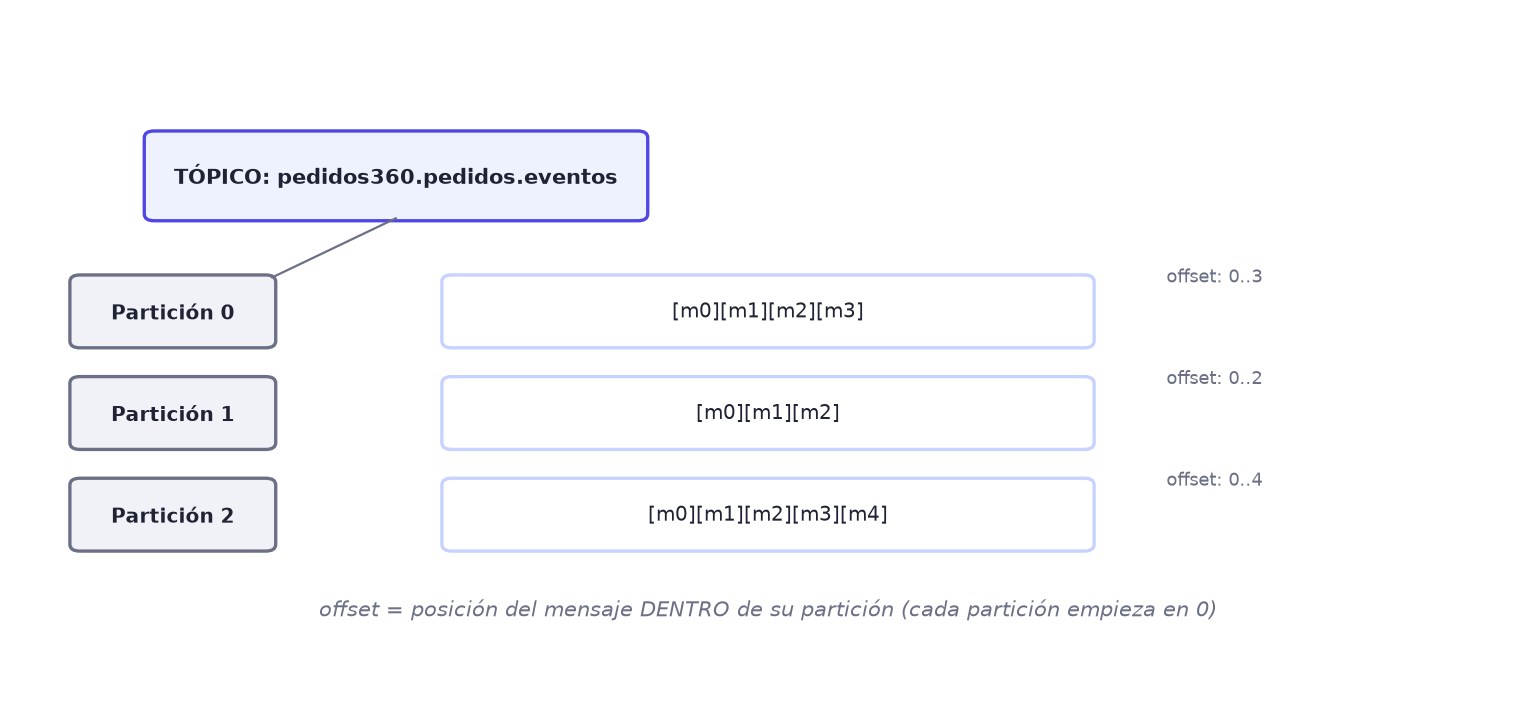 TÓPICO: pedidos360.pedidos.eventos
Partición 0
[m0][m1][m2][m3]
offset: 0..3
Partición 1
[m0][m1][m2]
offset: 0..2
Partición 2
[m0][m1][m2][m3][m4]
offset: 0..4
offset = posición del mensaje DENTRO de su partición (cada partición empieza en 0)